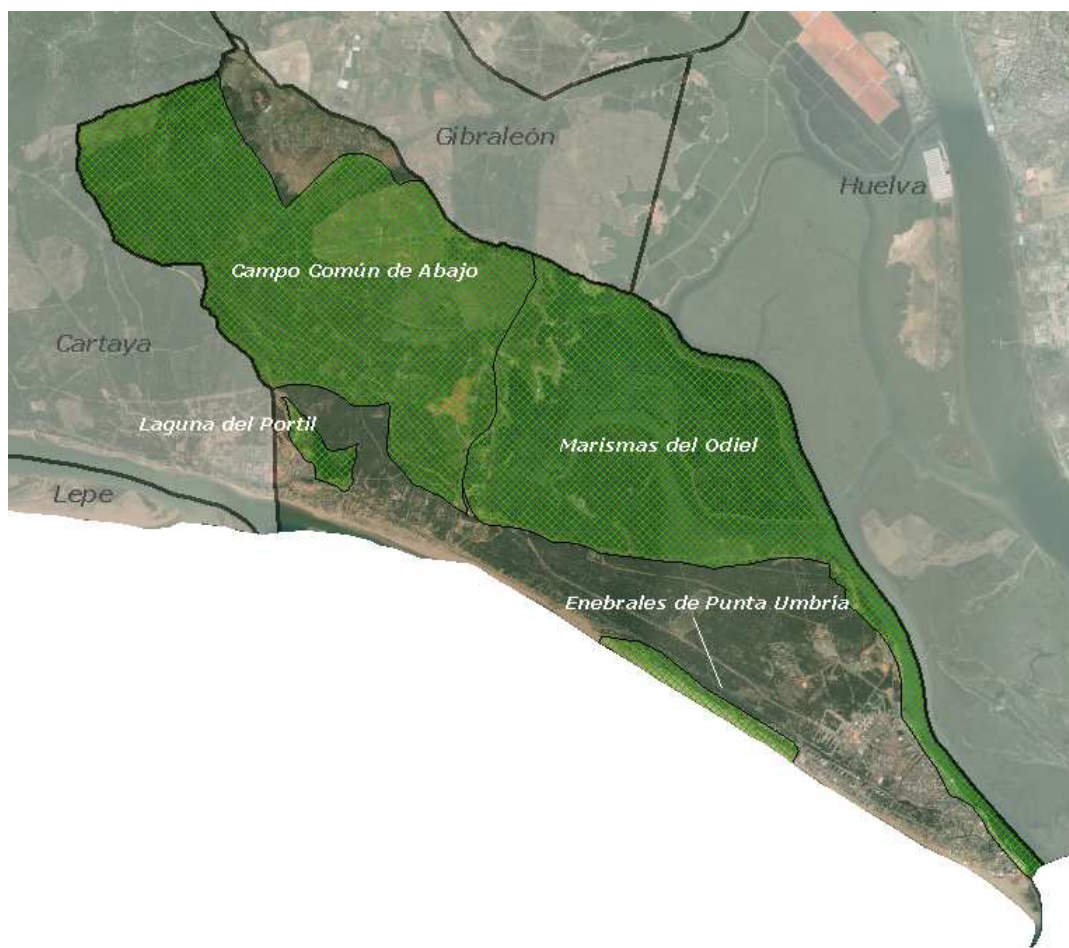 Gibraleón
Huelva
Campo Común de Abajo
Cartaya
Laguna del Portil
Marismas del Odiel
Lepe
Enebrales de Punta Umbría